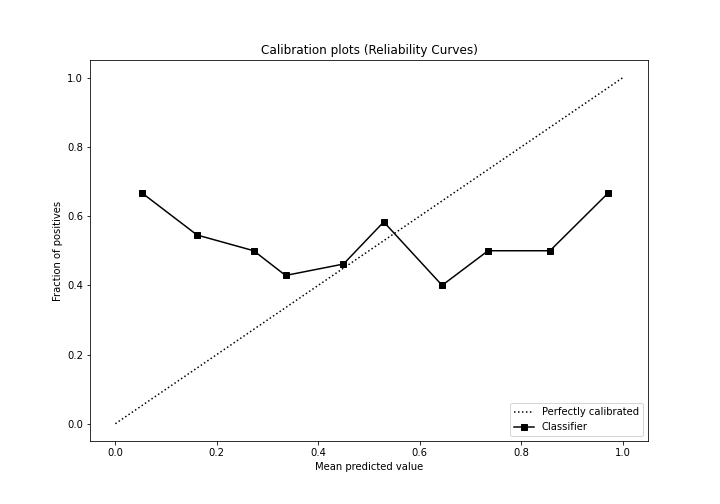 Calibration plots (Reliability Curves)
Fraction of positives
1.0
0.8
0.6
0.4
0.2
0.0
0.0 0.2 0.4 0.6 0.8 1.0
Mean predicted value
Perfectly calibrated
Classifier